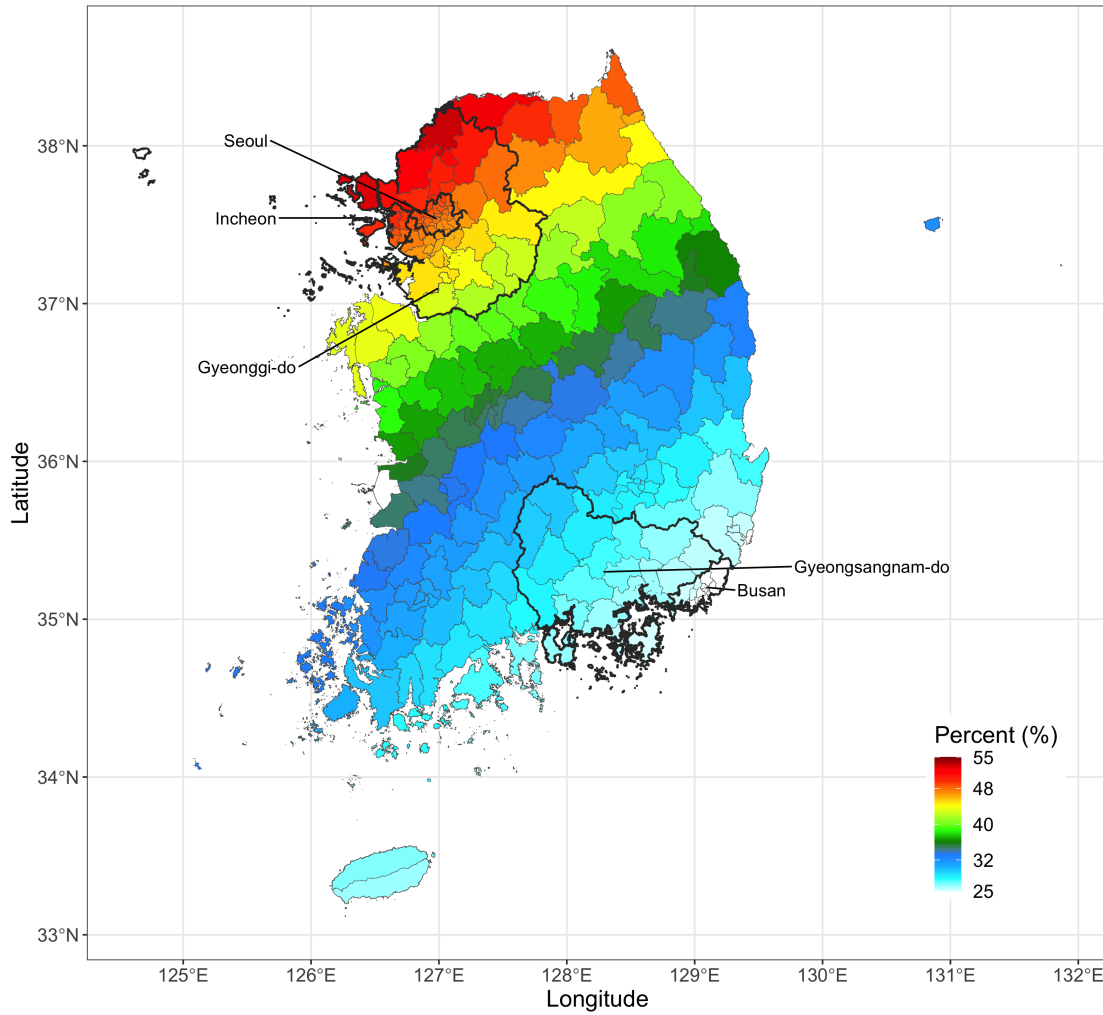 38°N
37°N
36°N
35°N
34°N
33°N
Latitude
Seoul
Incheon
Gyeonggi-do
Gyeongsangnam-do
Busan
Percent (%)
55
48
40
32
25
125°E
126°E
127°E
128°E
129°E
130°E
131°E
132°E
Longitude